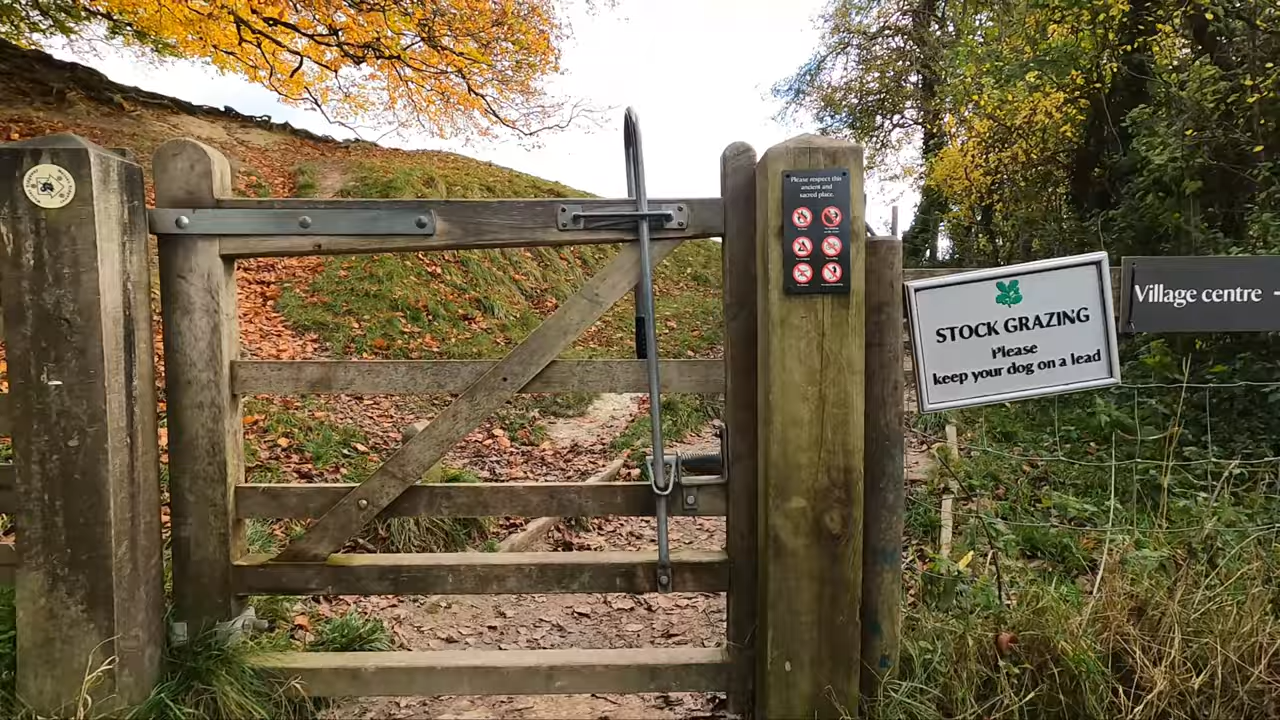 Please respect this
ancient and
sacred place.
STOCK GRAZING
Please
keep your dog on a lead
Village centre